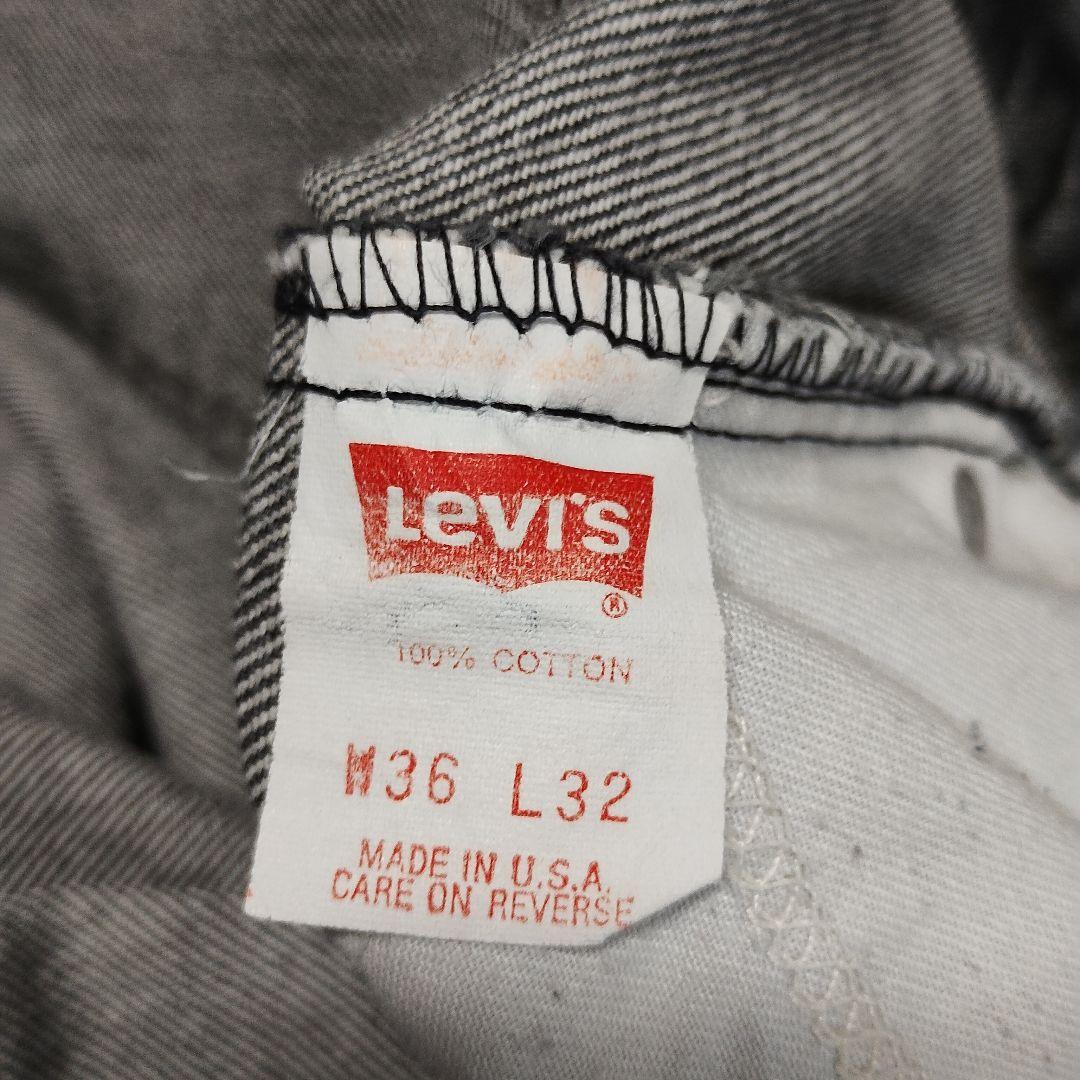 Levi's
®
100% COTTON
W36 L32
MADE IN U.S.A.
CARE ON REVERSE